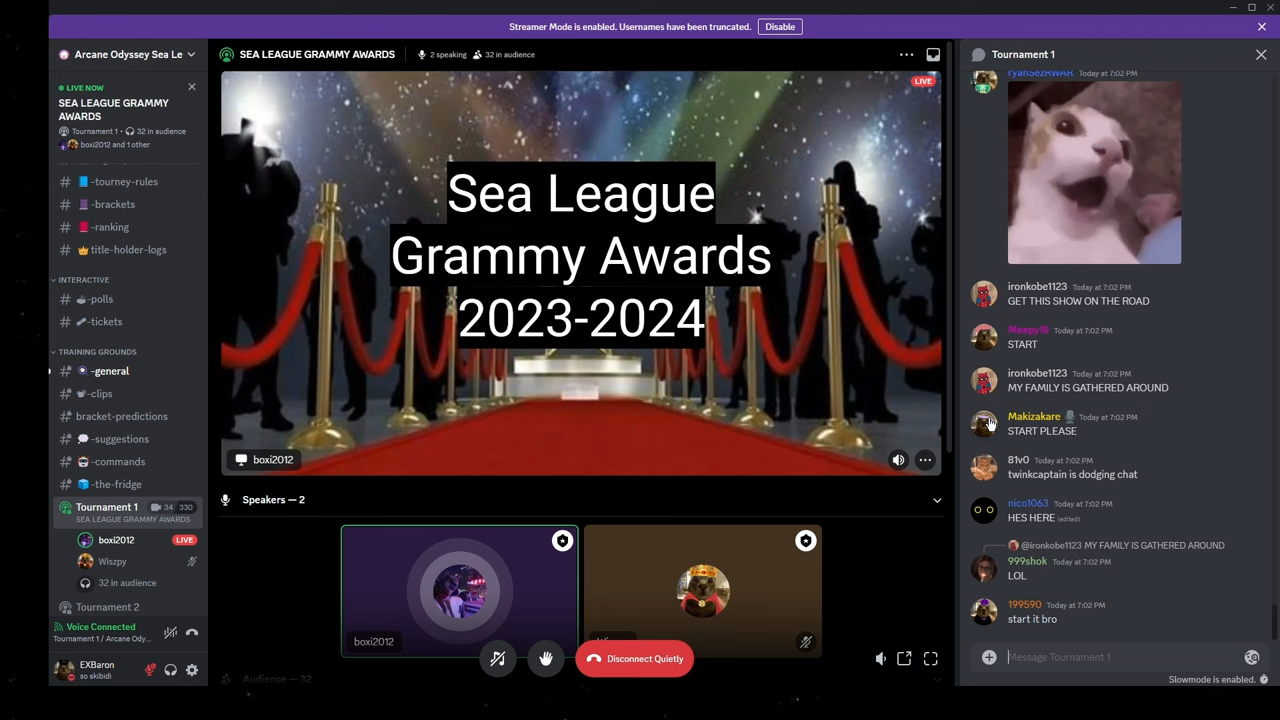 Streamer Mode is enabled. Usernames have been truncated. Disable
Arcane Odyssey Sea Le
LIVE NOW
SEA LEAGUE GRAMMY
AWARDS
Tournament 1 • 32 in audience
boxi2012 and 1 other
-tourney-rules
-brackets
-ranking
title-holder-logs
INTERACTIVE
-polls
-tickets
TRAINING GROUNDS
-general
-clips
bracket-predictions
-suggestions
-commands
-the-fridge
Tournament 1 34 330
SEA LEAGUE GRAMMY AWARDS
boxi2012 LIVE
Wiszpy
32 in audience
Tournament 2
Voice Connected
Tournament 1 / Arcane Ody...
EXBaron
so skibidi
SEA LEAGUE GRAMMY AWARDS 2 speaking 32 in audience
LIVE
Sea League
Grammy Awards
2023-2024
boxi2012
Speakers — 2
boxi2012
Disconnect Quietly
Audience — 32
Tournament 1
ryanSezRWAR Today at 7:02 PM
ironkobe1123 Today at 7:02 PM
GET THIS SHOW ON THE ROAD
Meepy18 Today at 7:02 PM
START
ironkobe1123 Today at 7:02 PM
MY FAMILY IS GATHERED AROUND
Makizakare Today at 7:02 PM
START PLEASE
81v0 Today at 7:02 PM
twinkcaptain is dodging chat
nico1063 Today at 7:02 PM
HES HERE (edited)
@ironkobe1123 MY FAMILY IS GATHERED AROUND
999shok Today at 7:02 PM
LOL
199590 Today at 7:02 PM
start it bro
Message Tournament 1
Slowmode is enabled.